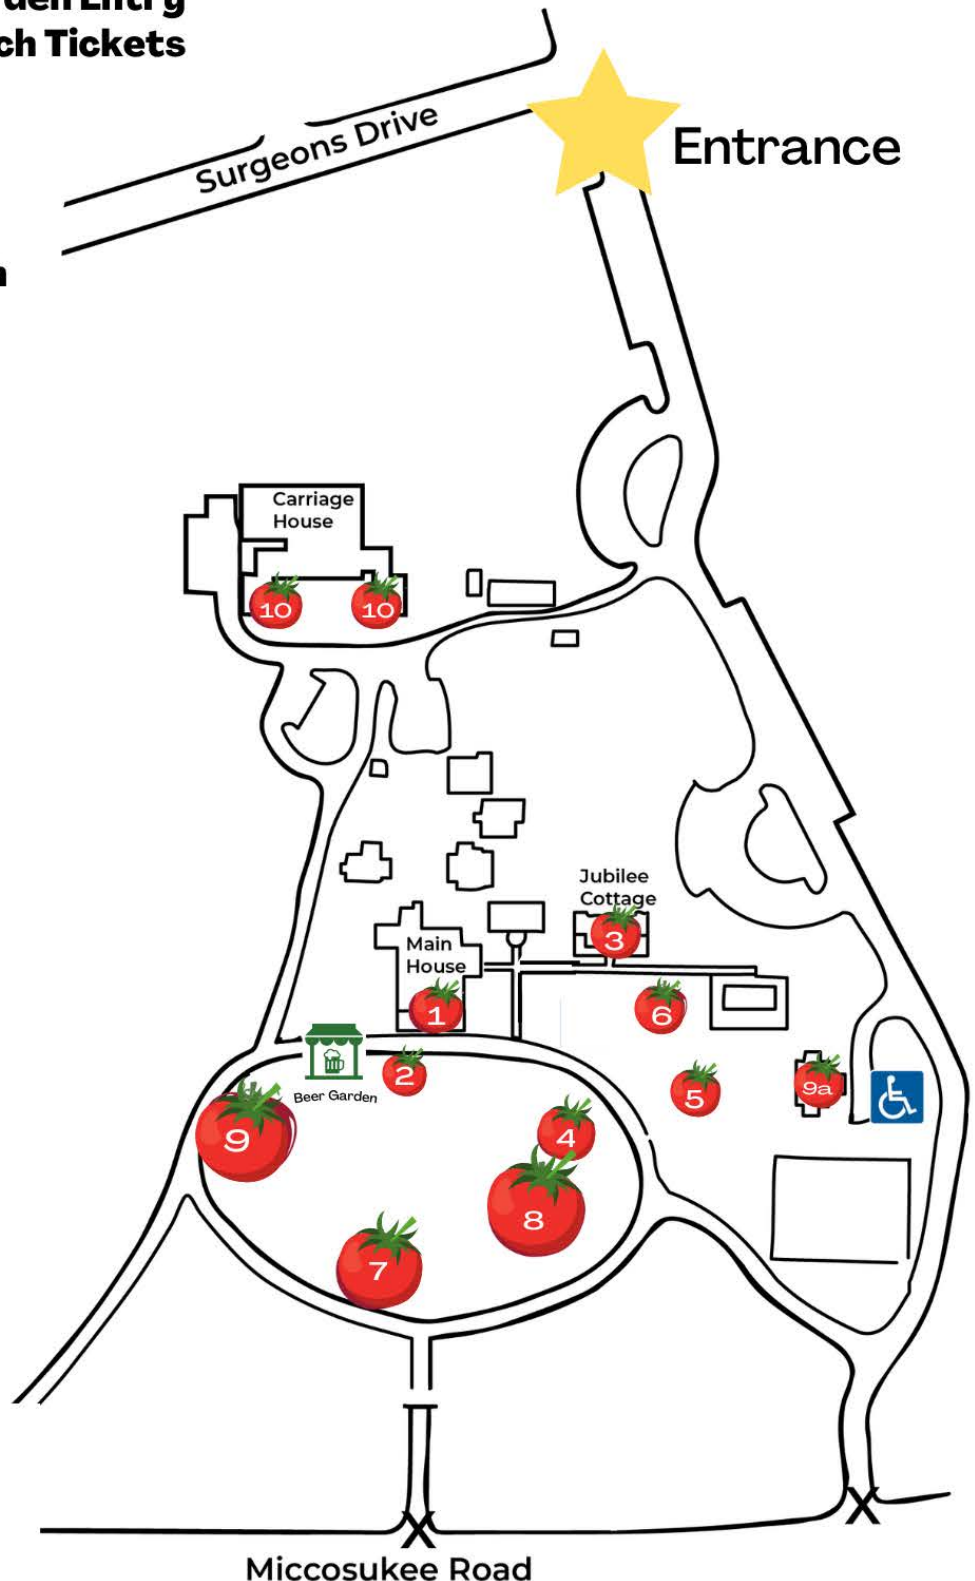 ch Tickets
Surgeons Drive
Entrance
Carriage
House
10
10
Jubilee
Cottage
3
Main
House
1
6
2
Beer Garden
5
9a
9
4
8
7
X
X
Miccosukee Road